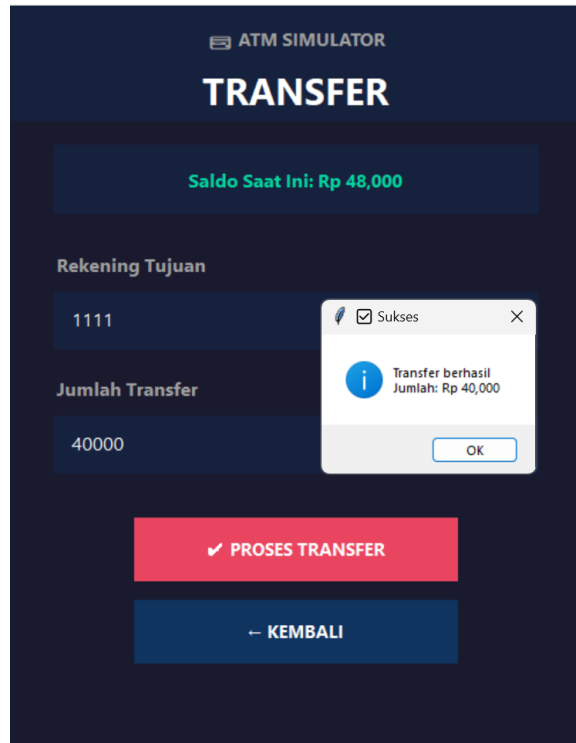 ATM SIMULATOR
TRANSFER
Saldo Saat Ini: Rp 48,000
Rekening Tujuan
1111
Sukses
Transfer berhasil
Jumlah: Rp 40,000
OK
Jumlah Transfer
40000
✔ PROSES TRANSFER
← KEMBALI